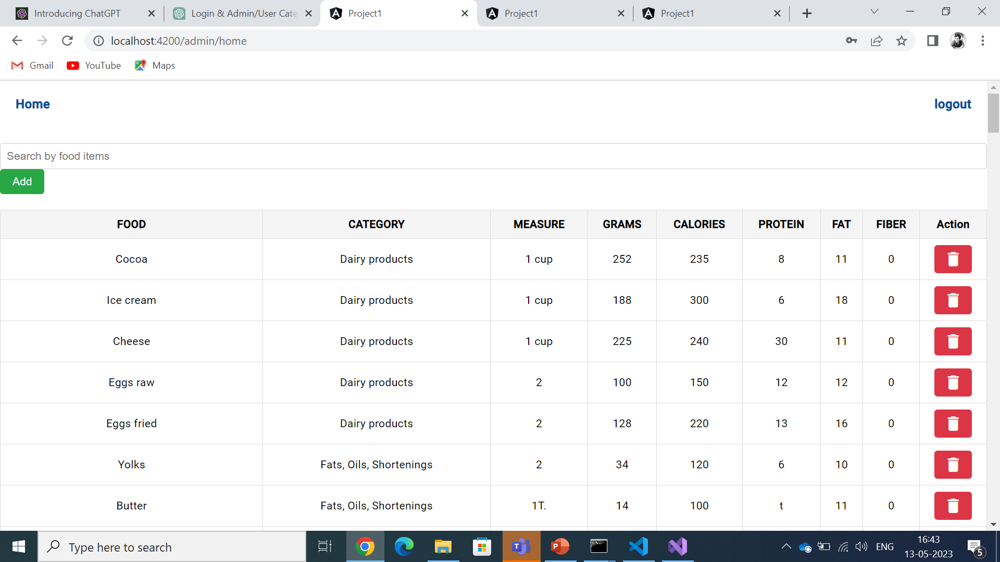 Introducing ChatGPT
Login & Admin/User Cate
Project1
Project1
Project1
localhost:4200/admin/home
Gmail
YouTube
Maps
Home
logout
Search by food items
Add
FOOD CATEGORY MEASURE GRAMS CALORIES PROTEIN FAT FIBER Action
Cocoa Dairy products 1 cup 252 235 8 11 0
Ice cream Dairy products 1 cup 188 300 6 18 0
Cheese Dairy products 1 cup 225 240 30 11 0
Eggs raw Dairy products 2 100 150 12 12 0
Eggs fried Dairy products 2 128 220 13 16 0
Yolks Fats, Oils, Shortenings 2 34 120 6 10 0
Butter Fats, Oils, Shortenings 1T. 14 100 t 11 0
Type here to search
ENG
16:43
13-05-2023
5